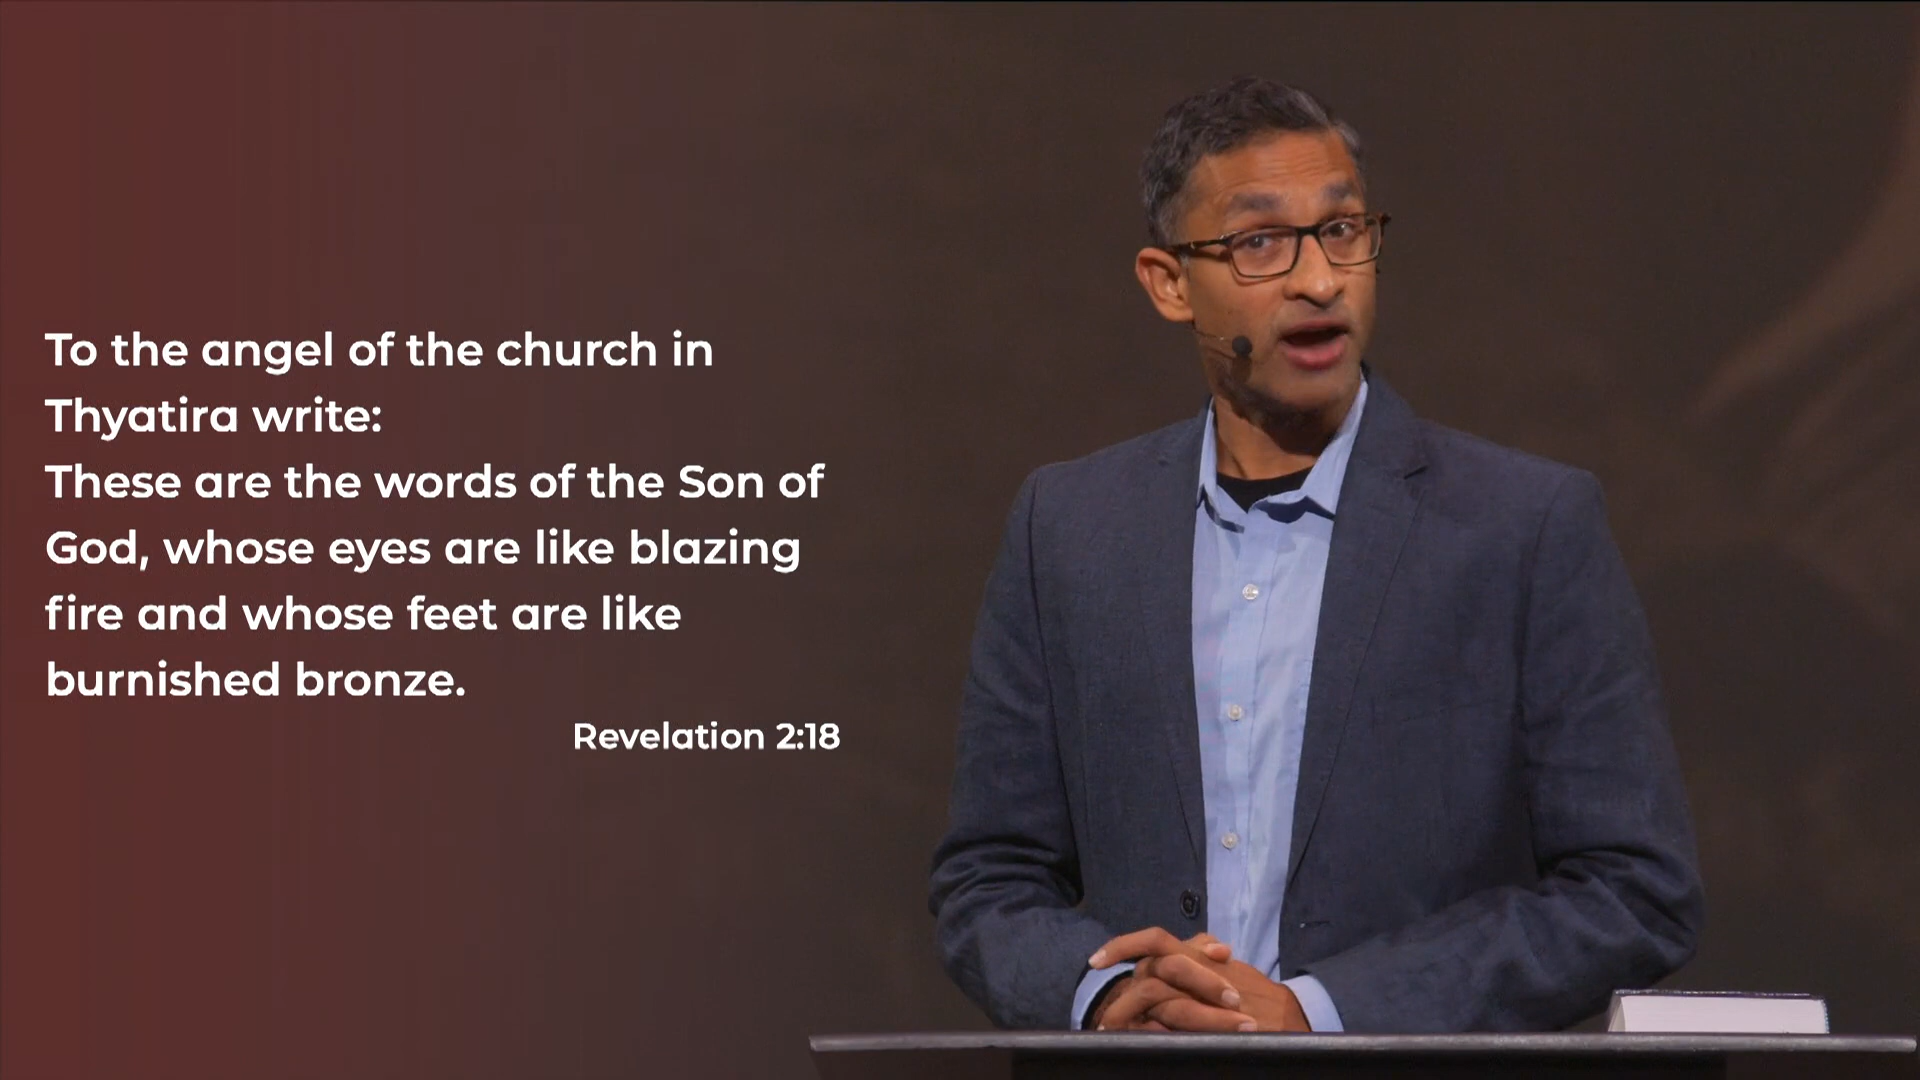 To the angel of the church in
Thyatira write:
These are the words of the Son of
God, whose eyes are like blazing
fire and whose feet are like
burnished bronze.
Revelation 2:18